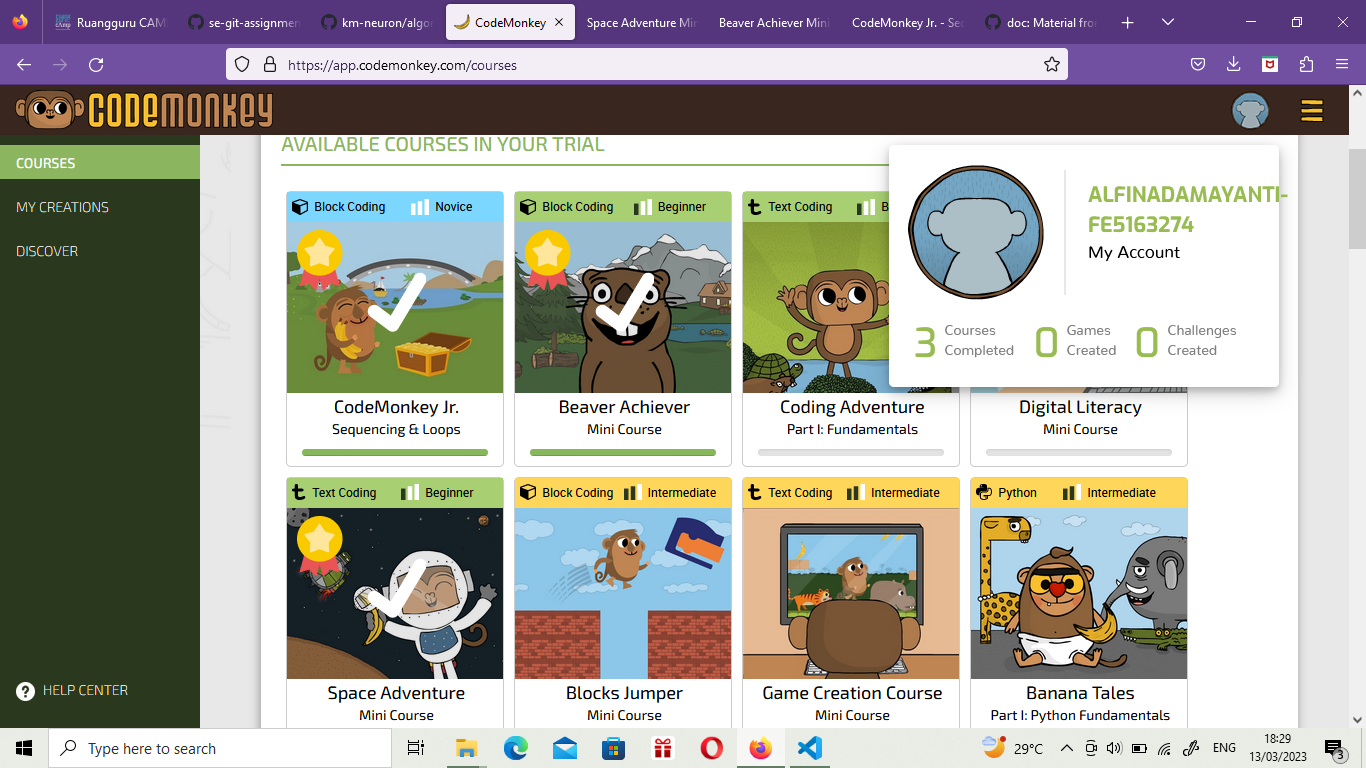 Ruangguru CAM
se-git-assignmen
km-neuron/algo
CodeMonkey
Space Adventure Mi
Beaver Achiever Mini
CodeMonkey Jr. - Se
doc: Material fro
https://app.codemonkey.com/courses
CODEMONKEY
COURSES
MY CREATIONS
DISCOVER
HELP CENTER
AVAILABLE COURSES IN YOUR TRIAL
ALFINADAMAYANTI-
FE5163274
My Account
3 Courses Completed
0 Games Created
0 Challenges Created
Block Coding Novice
Block Coding Beginner
Text Coding B
CodeMonkey Jr.
Sequencing & Loops
Beaver Achiever
Mini Course
Coding Adventure
Part I: Fundamentals
Digital Literacy
Mini Course
Text Coding Beginner
Block Coding Intermediate
Text Coding Intermediate
Python Intermediate
Space Adventure
Mini Course
Blocks Jumper
Mini Course
Game Creation Course
Mini Course
Banana Tales
Part I: Python Fundamentals
Type here to search
29°C
ENG
18:29
13/03/2023
3